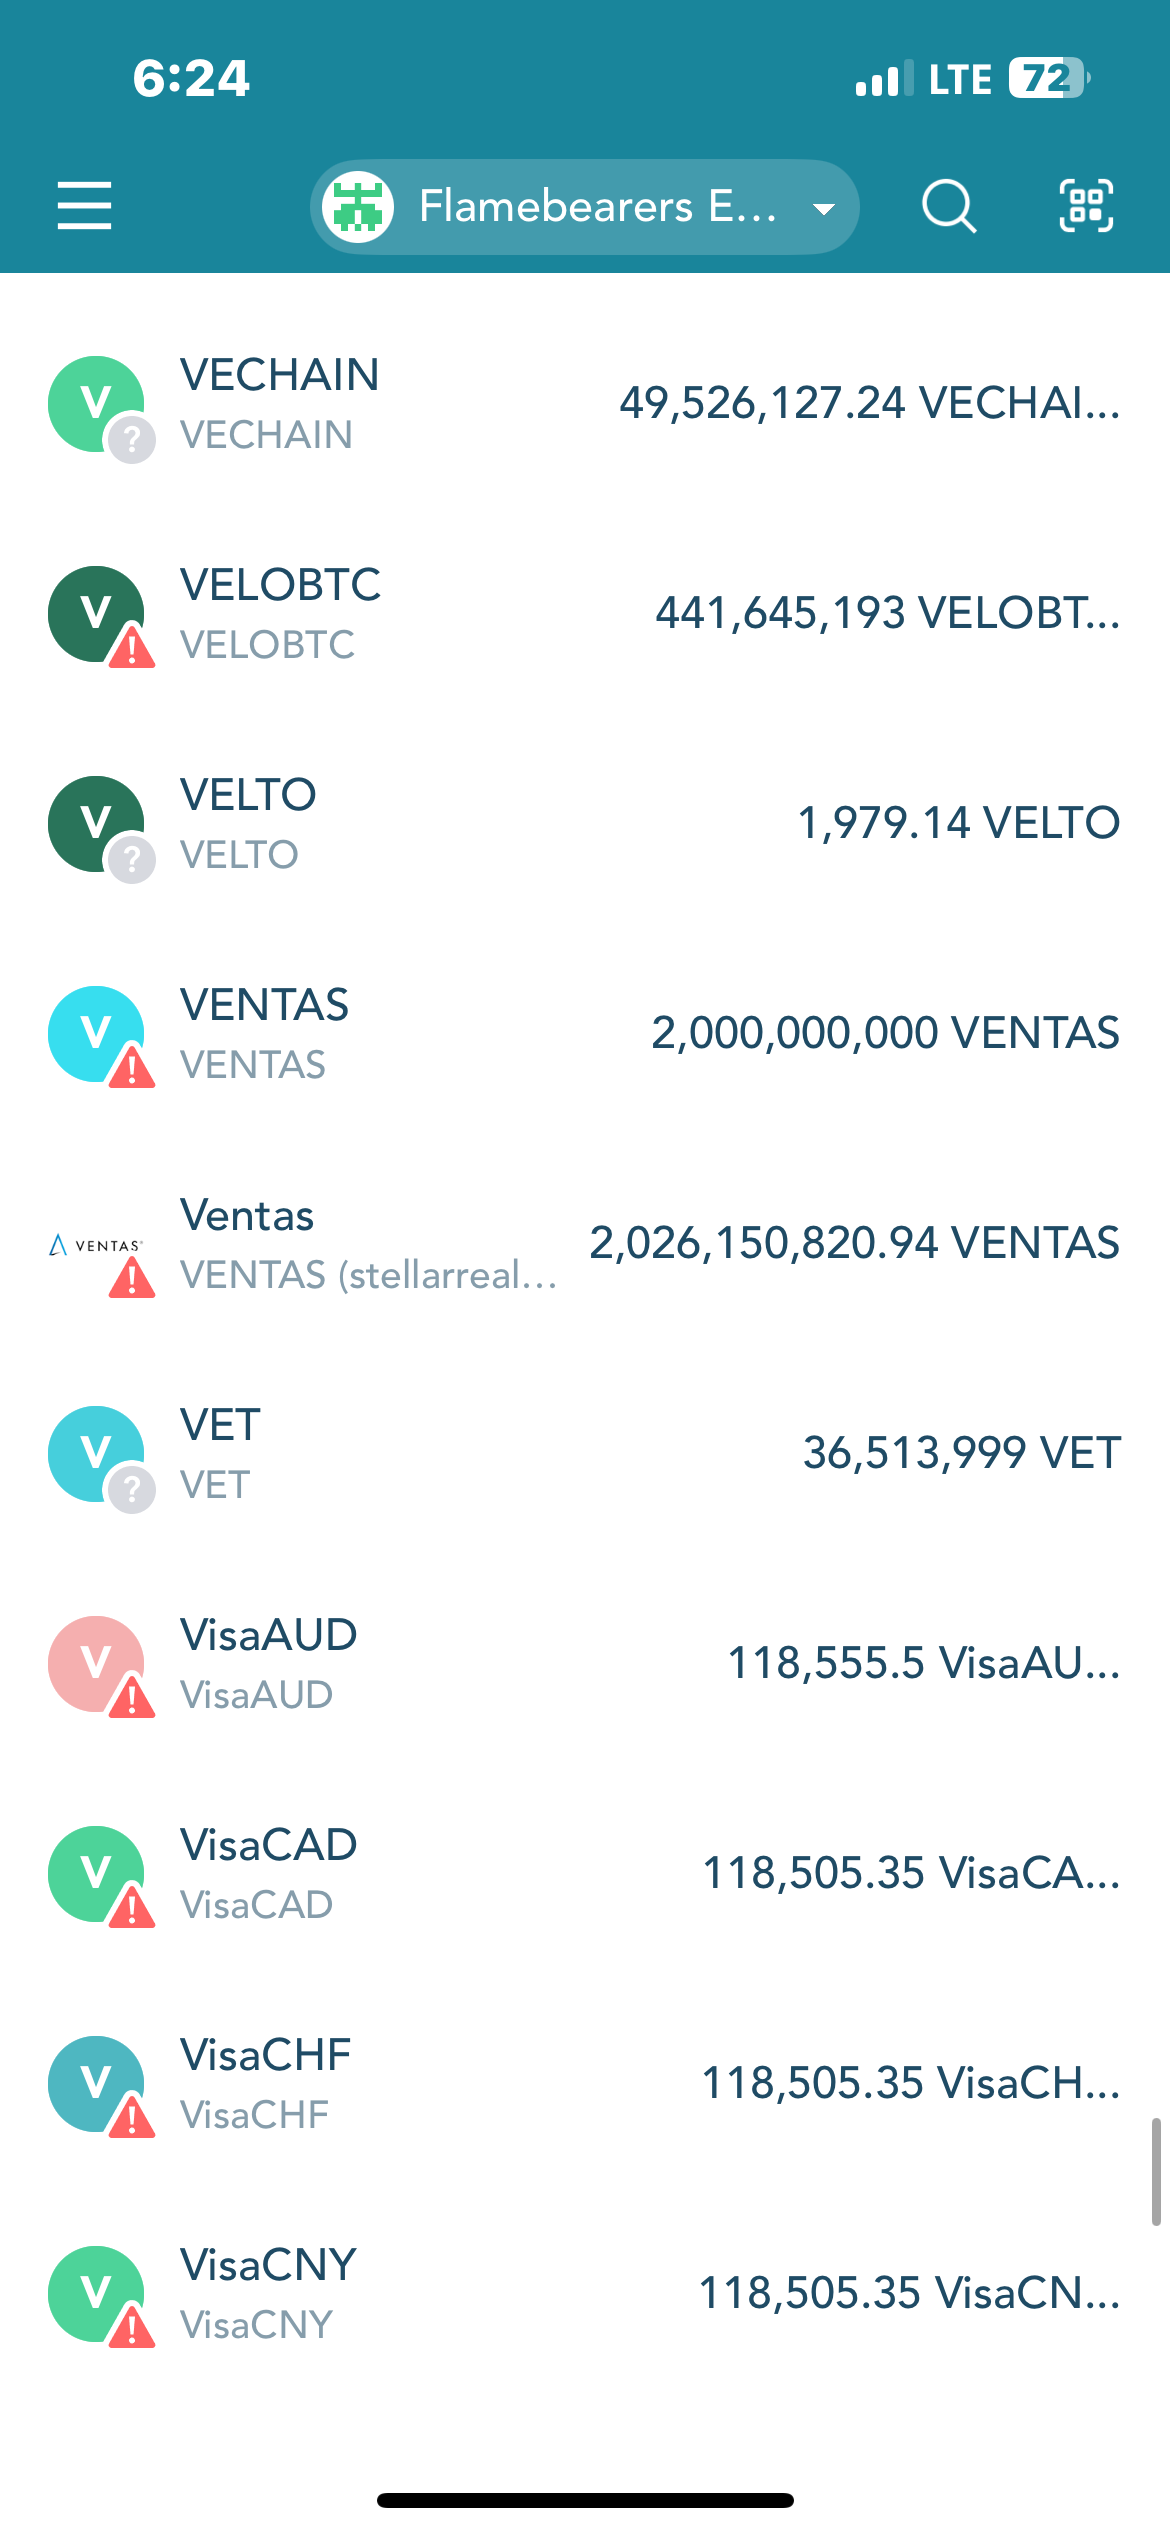 6:24
LTE 72
Flamebearers E...
VECHAIN
VECHAIN
49,526,127.24 VECHAI...
VELOBTC
VELOBTC
441,645,193 VELOBT...
VELTO
VELTO
1,979.14 VELTO
VENTAS
VENTAS
2,000,000,000 VENTAS
VENTAS
Ventas
VENTAS (stellarreal...
2,026,150,820.94 VENTAS
VET
VET
36,513,999 VET
VisaAUD
VisaAUD
118,555.5 VisaAU...
VisaCAD
VisaCAD
118,505.35 VisaCA...
VisaCHF
VisaCHF
118,505.35 VisaCH...
VisaCNY
VisaCNY
118,505.35 VisaCN...